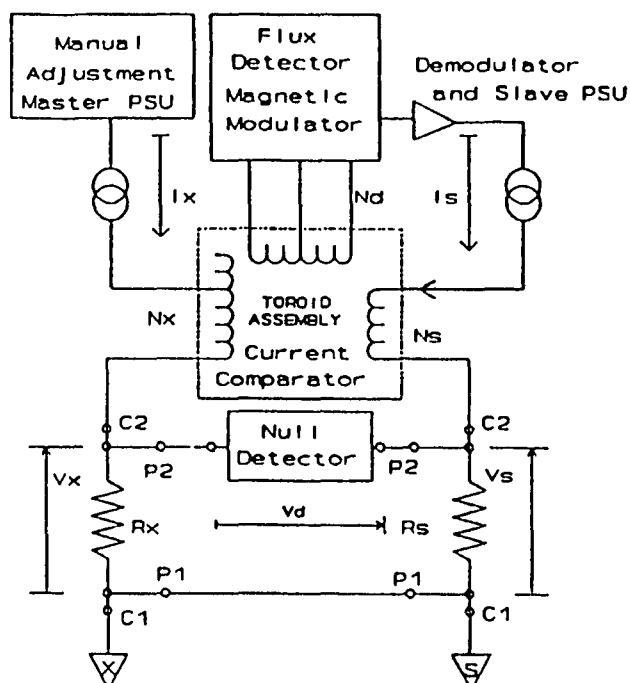 Manual
Adjustment
Master PSU
Flux
Detector
Magnetic
Modulator
Demodulator
and Slave PSU
Ix
Nd
Is
Nx
TOROID
ASSEMBLY
Current
Comparator
Ns
C2
C2
Null
Detector
P2
P2
Vx
Vs
Rx
Vd
Rs
P1
P1
C1
C1
X
S